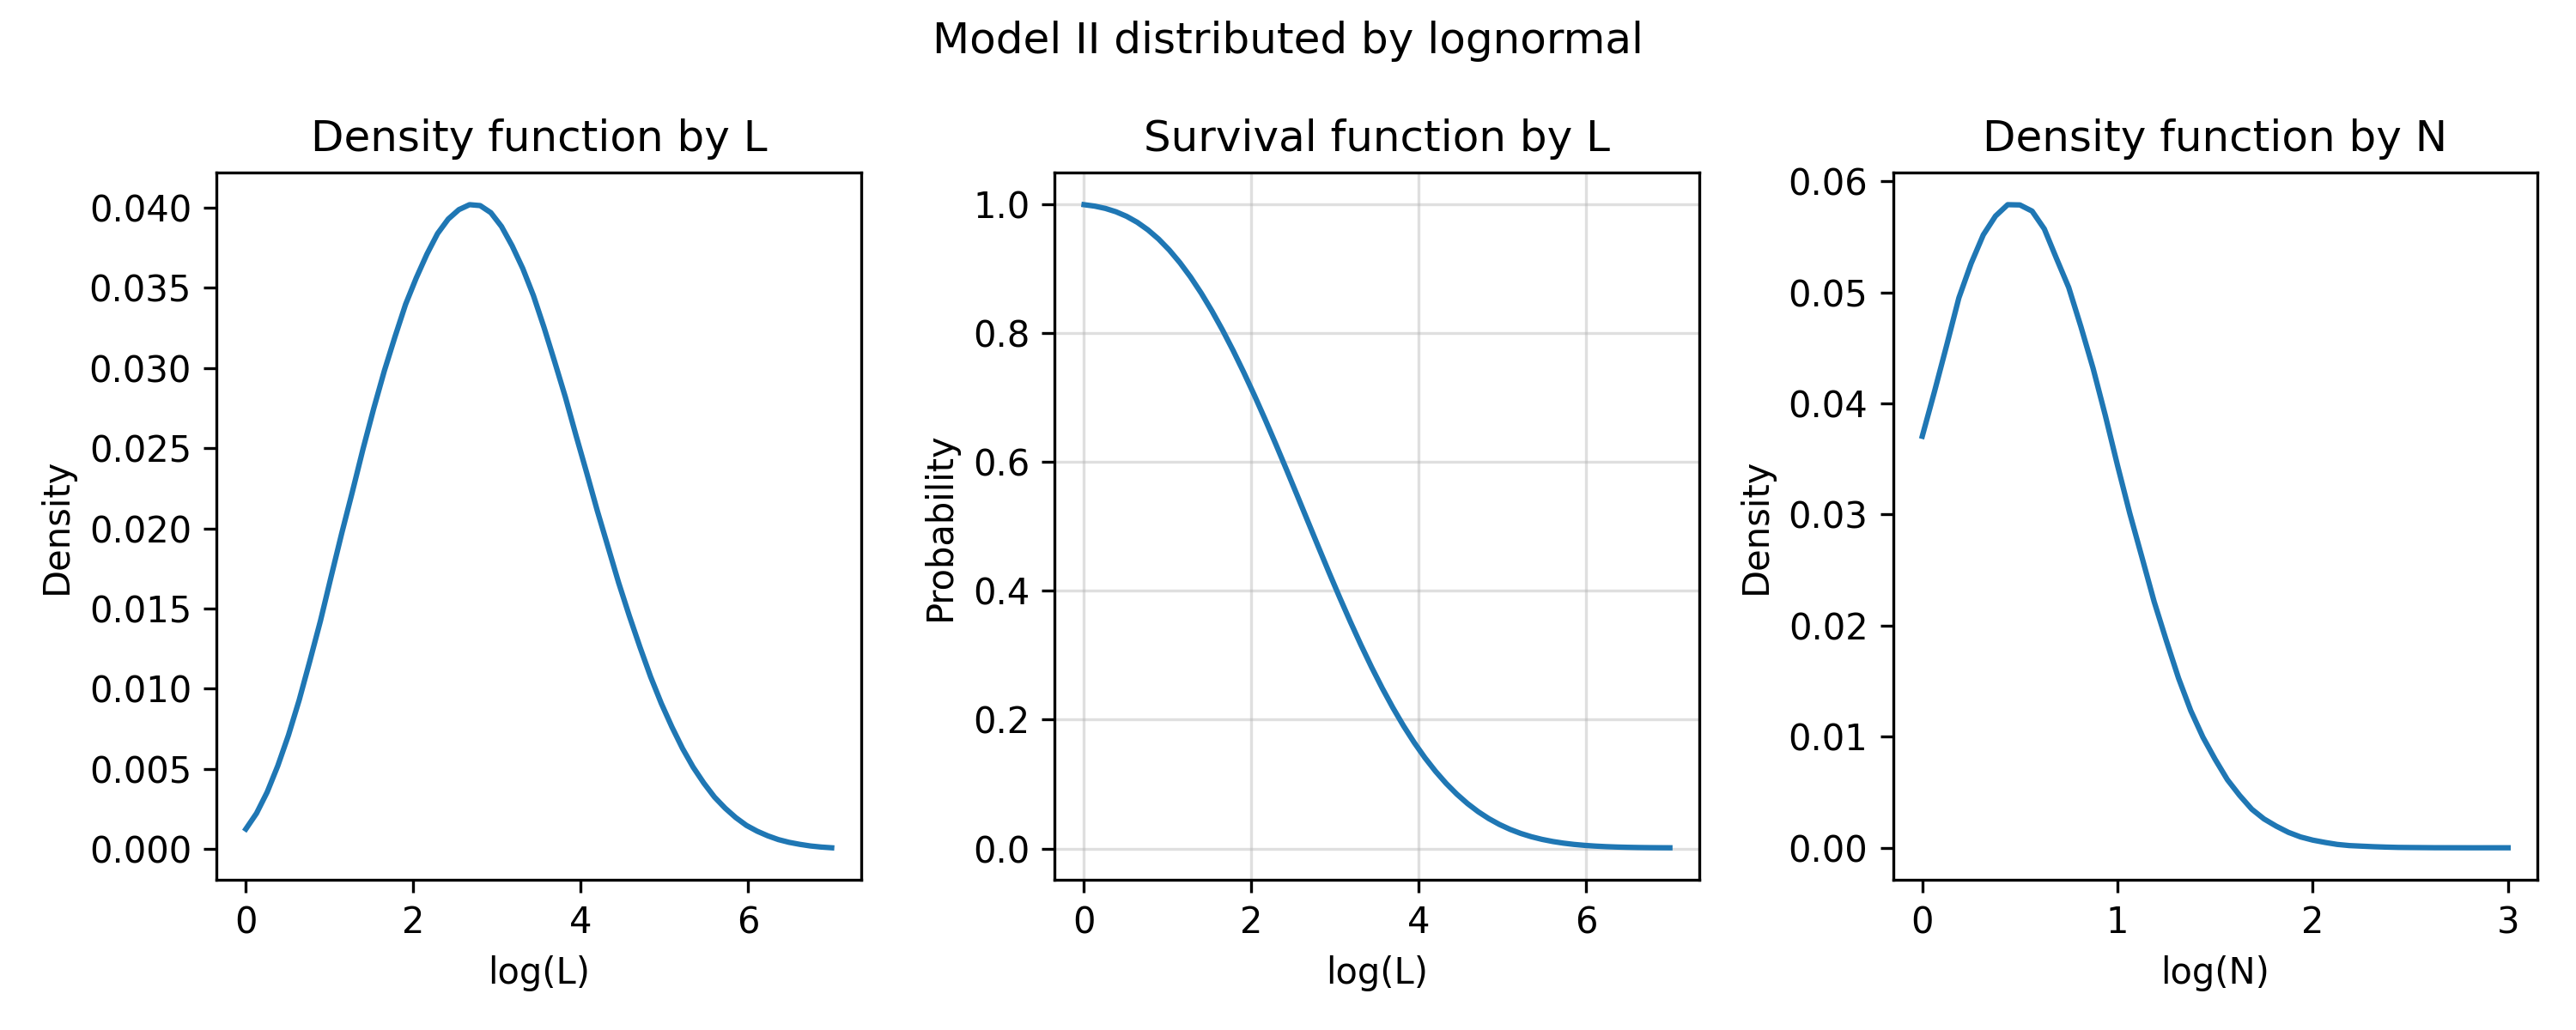 Model II distributed by lognormal
Density function by L
Density
0.040
0.035
0.030
0.025
0.020
0.015
0.010
0.005
0.000
0 2 4 6
log(L)
Survival function by L
Probability
1.0
0.8
0.6
0.4
0.2
0.0
0 2 4 6
log(L)
Density function by N
Density
0.06
0.05
0.04
0.03
0.02
0.01
0.00
0 1 2 3
log(N)